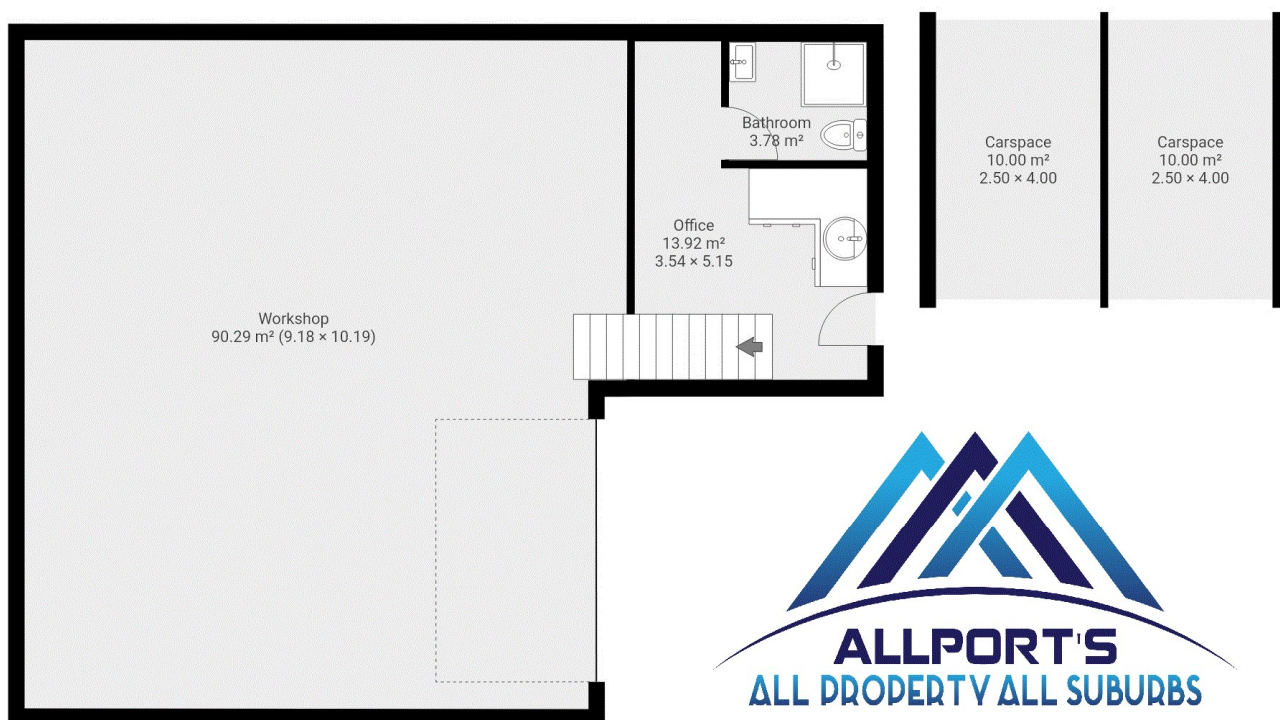 Bathroom
3.78 m²
Carspace
10.00 m²
2.50 × 4.00
Carspace
10.00 m²
2.50 × 4.00
Office
13.92 m²
3.54 × 5.15
Workshop
90.29 m² (9.18 × 10.19)
ALLPORT'S
ALL PROPERTY ALL SUBURBS